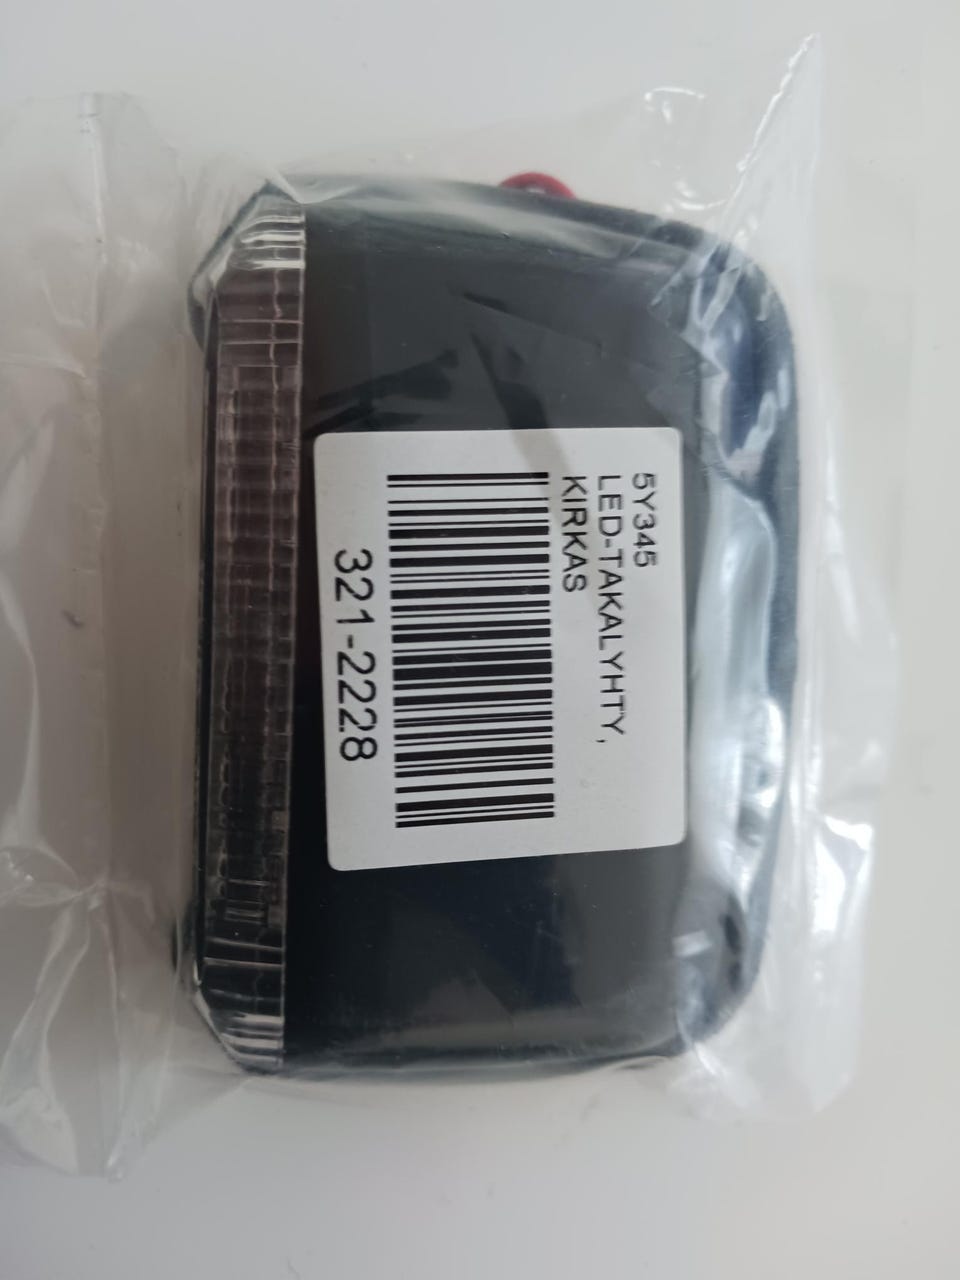 5Y345
LED-TAKALYHTY,
KIRKAS
321-2228